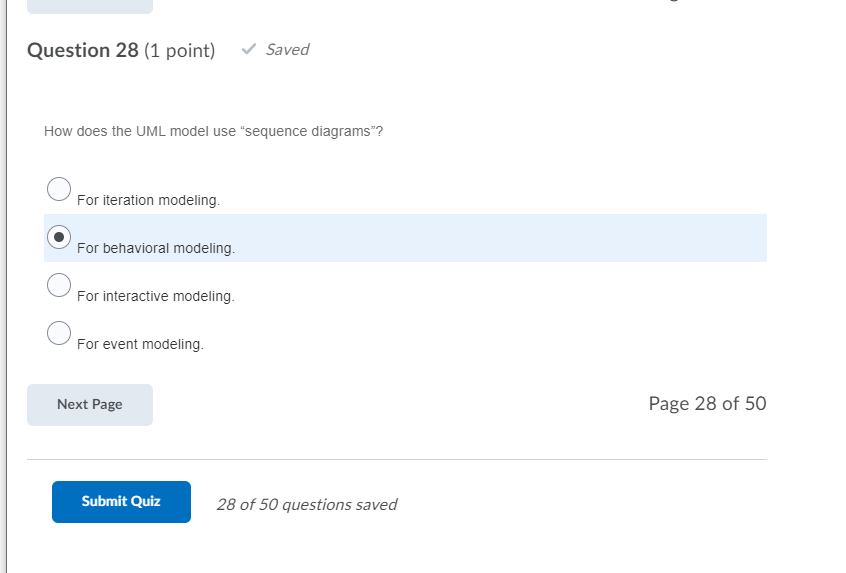 Question 28 (1 point) Saved
How does the UML model use “sequence diagrams”?
For iteration modeling.
For behavioral modeling.
For interactive modeling.
For event modeling.
Next Page Page 28 of 50
Submit Quiz 28 of 50 questions saved